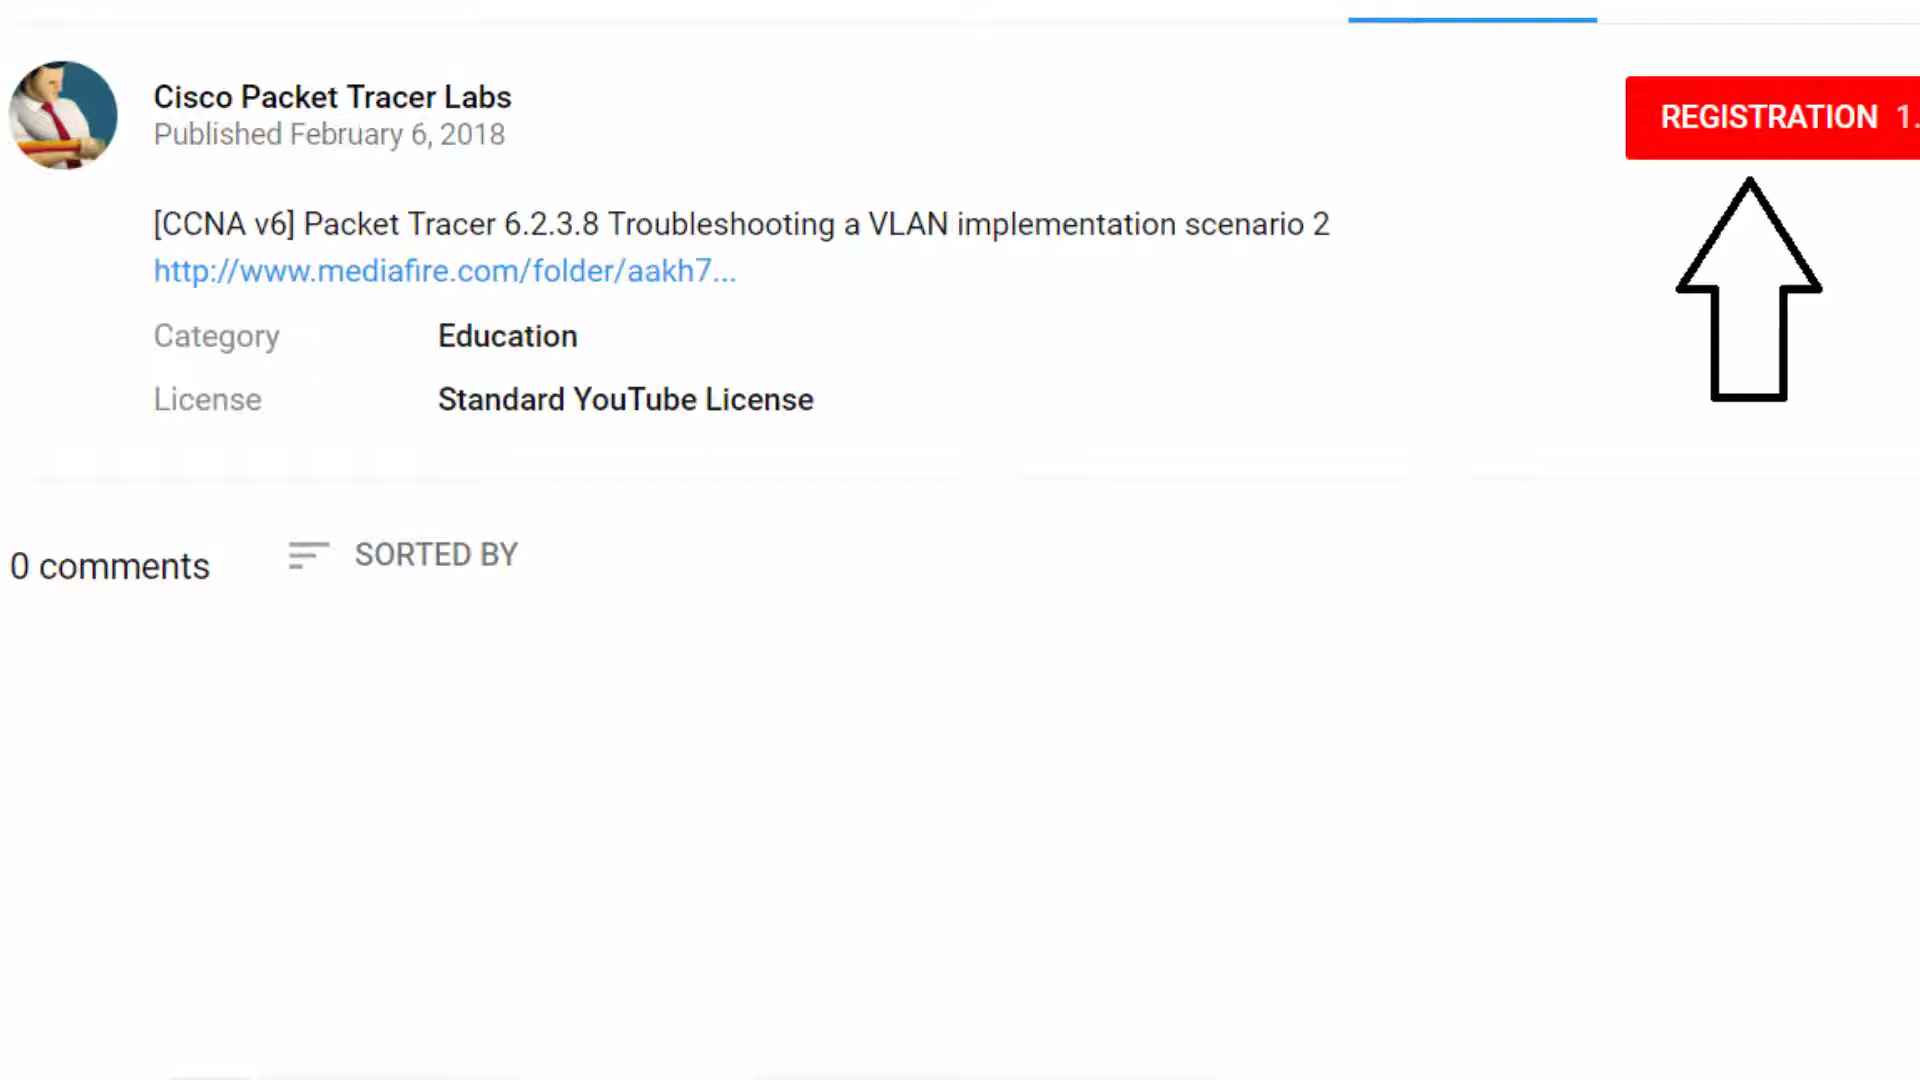 Cisco Packet Tracer Labs
Published February 6, 2018
REGISTRATION 1.
[CCNA v6] Packet Tracer 6.2.3.8 Troubleshooting a VLAN implementation scenario 2
http://www.mediafire.com/folder/aakh7...
Category Education
License Standard YouTube License
0 comments SORTED BY